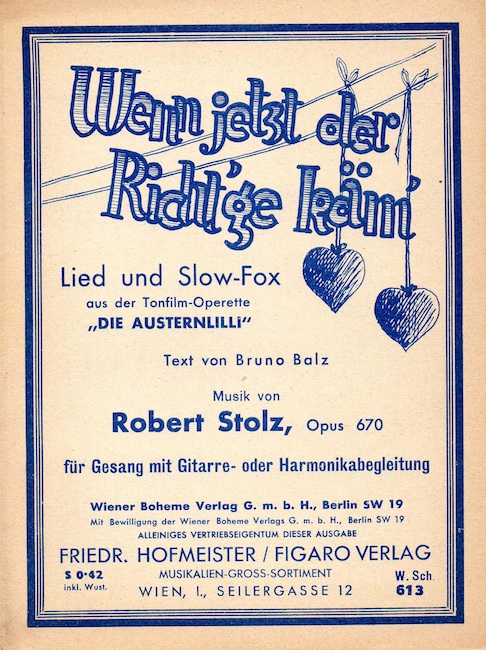 Wenn jetzt der
Richt'ge käm'
Lied und Slow-Fox
aus der Tonfilm-Operette
„DIE AUSTERNLILLi"
Text von Bruno Balz
Musik von
Robert Stolz, Opus 670
für Gesang mit Gitarre- oder Harmonikabegleitung
Wiener Boheme Verlag G. m. b. H., Berlin SW 19
Mit Bewilligung der Wiener Boheme Verlags G. m. b. H., Berlin SW 19
ALLEINIGES VERTRIEBSEIGENTUM DIESER AUSGABE
FRIEDR. HOFMEISTER / FIGARO VERLAG
S 0·42
inkl. Wust.
MUSIKALIEN-GROSS-SORTIMENT
WIEN, I., SEILERGASSE 12
W. Sch.
613